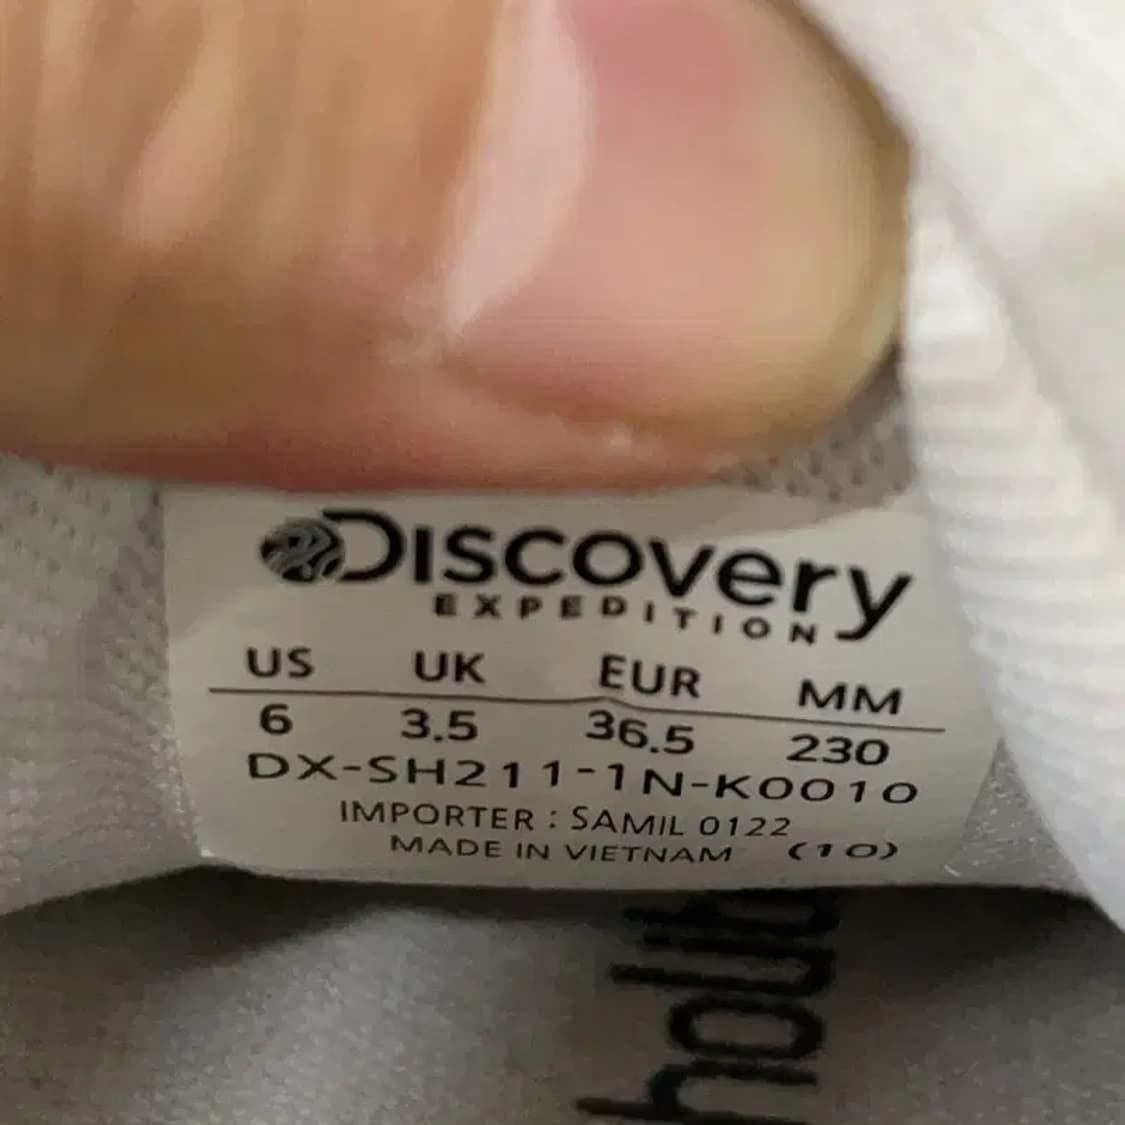 DISCOVERY
EXPEDITION
US UK EUR MM
6 3.5 36.5 230
DX-SH211-1N-K0010
IMPORTER : SAMIL 0122
MADE IN VIETNAM (10)